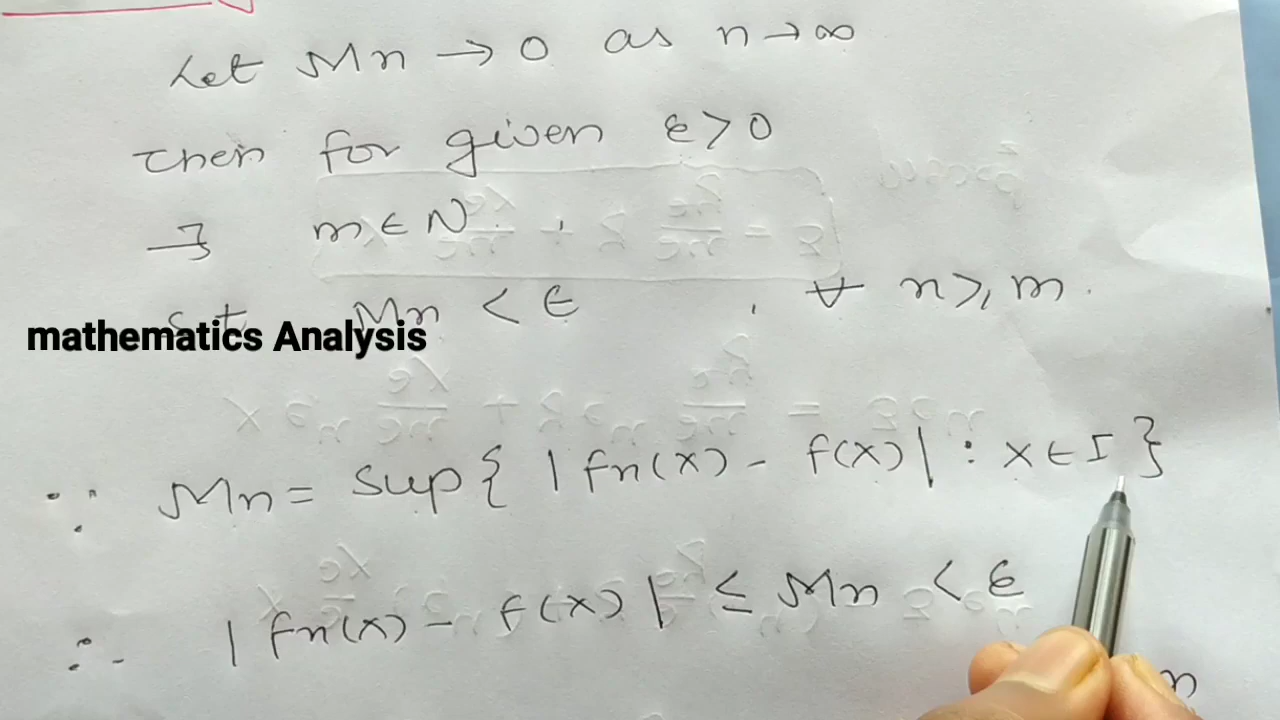 Let Mn → 0 as n → ∞
then for given ε > 0
∃ m ∈ N .
s.t Mn < ε , ∀ n ≥ m .
mathematics Analysis
∵ Mn = Sup { | fn(x) - f(x) | : x ∈ I }
∴ | fn(x) - f(x) | ≤ Mn < ε
n